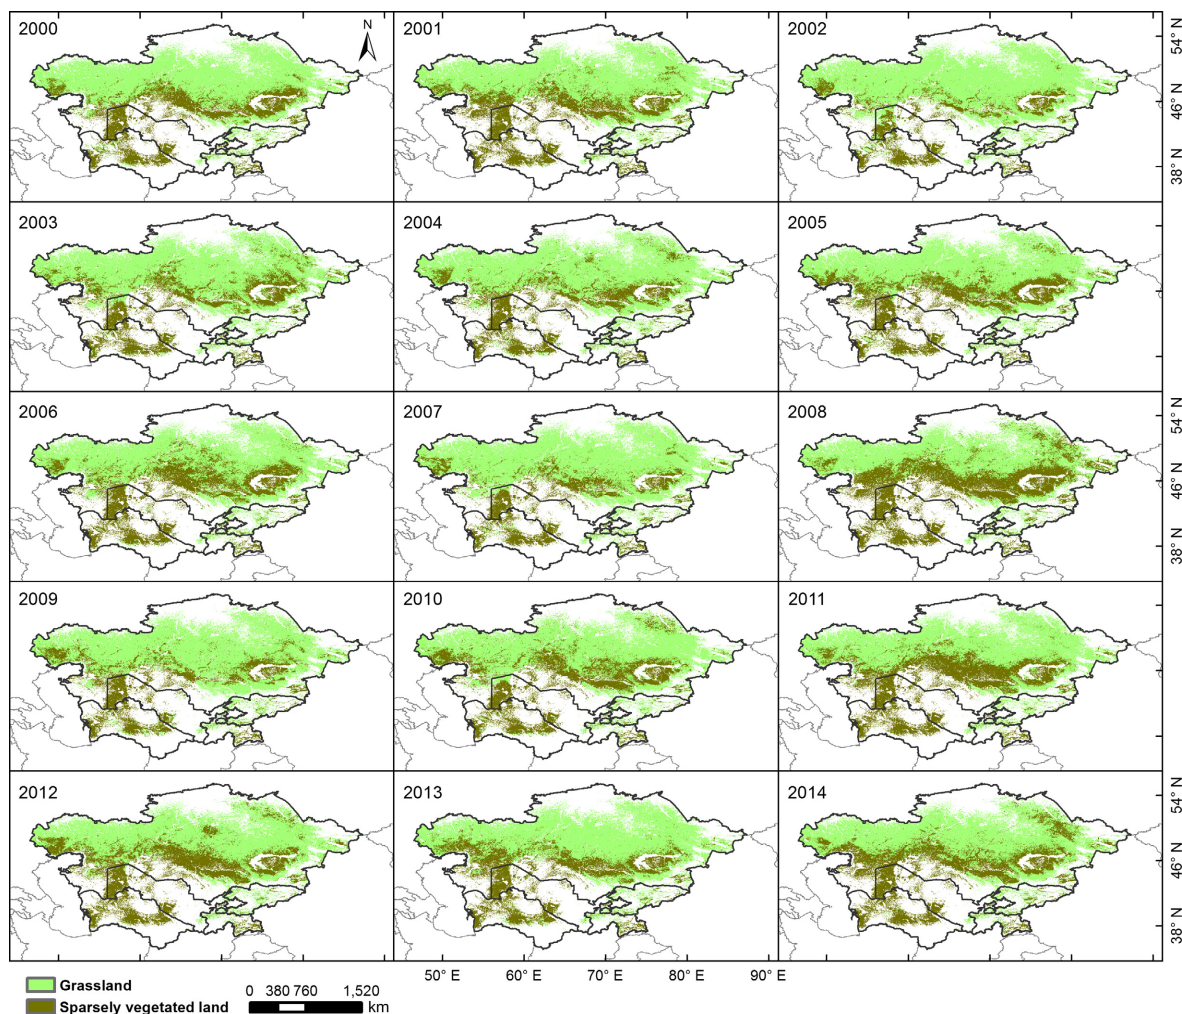 2000
N
2001
2002
54° N
46° N
38° N
2003
2004
2005
2006
2007
2008
54° N
46° N
38° N
2009
2010
2011
2012
2013
2014
54° N
46° N
38° N
50° E
60° E
70° E
80° E
90° E
Grassland
Sparsely vegetated land
0 380 760 1,520
km